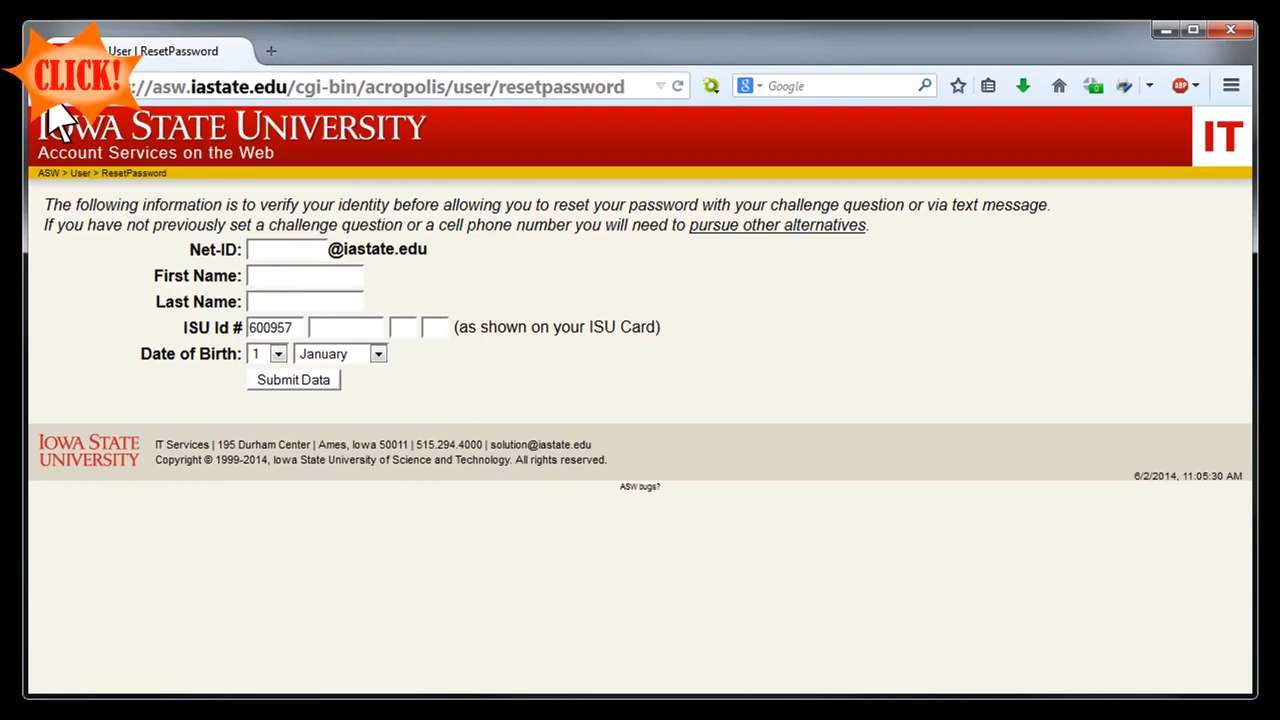 CLICK!
User | ResetPassword
://asw.iastate.edu/cgi-bin/acropolis/user/resetpassword
Google
ABP
IOWA STATE UNIVERSITY
Account Services on the Web
IT
ASW > User > ResetPassword
The following information is to verify your identity before allowing you to reset your password with your challenge question or via text message.
If you have not previously set a challenge question or a cell phone number you will need to pursue other alternatives.
Net-ID: @iastate.edu
First Name:
Last Name:
ISU Id # 600957 (as shown on your ISU Card)
Date of Birth: 1 January
Submit Data
IOWA STATE UNIVERSITY
IT Services | 195 Durham Center | Ames, Iowa 50011 | 515.294.4000 | solution@iastate.edu
Copyright © 1999-2014, Iowa State University of Science and Technology. All rights reserved.
6/2/2014, 11:05:30 AM
ASW bugs?